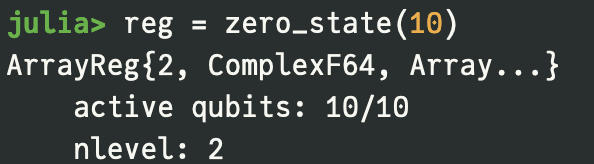 julia> reg = zero_state(10)
ArrayReg{2, ComplexF64, Array...}
    active qubits: 10/10
    nlevel: 2